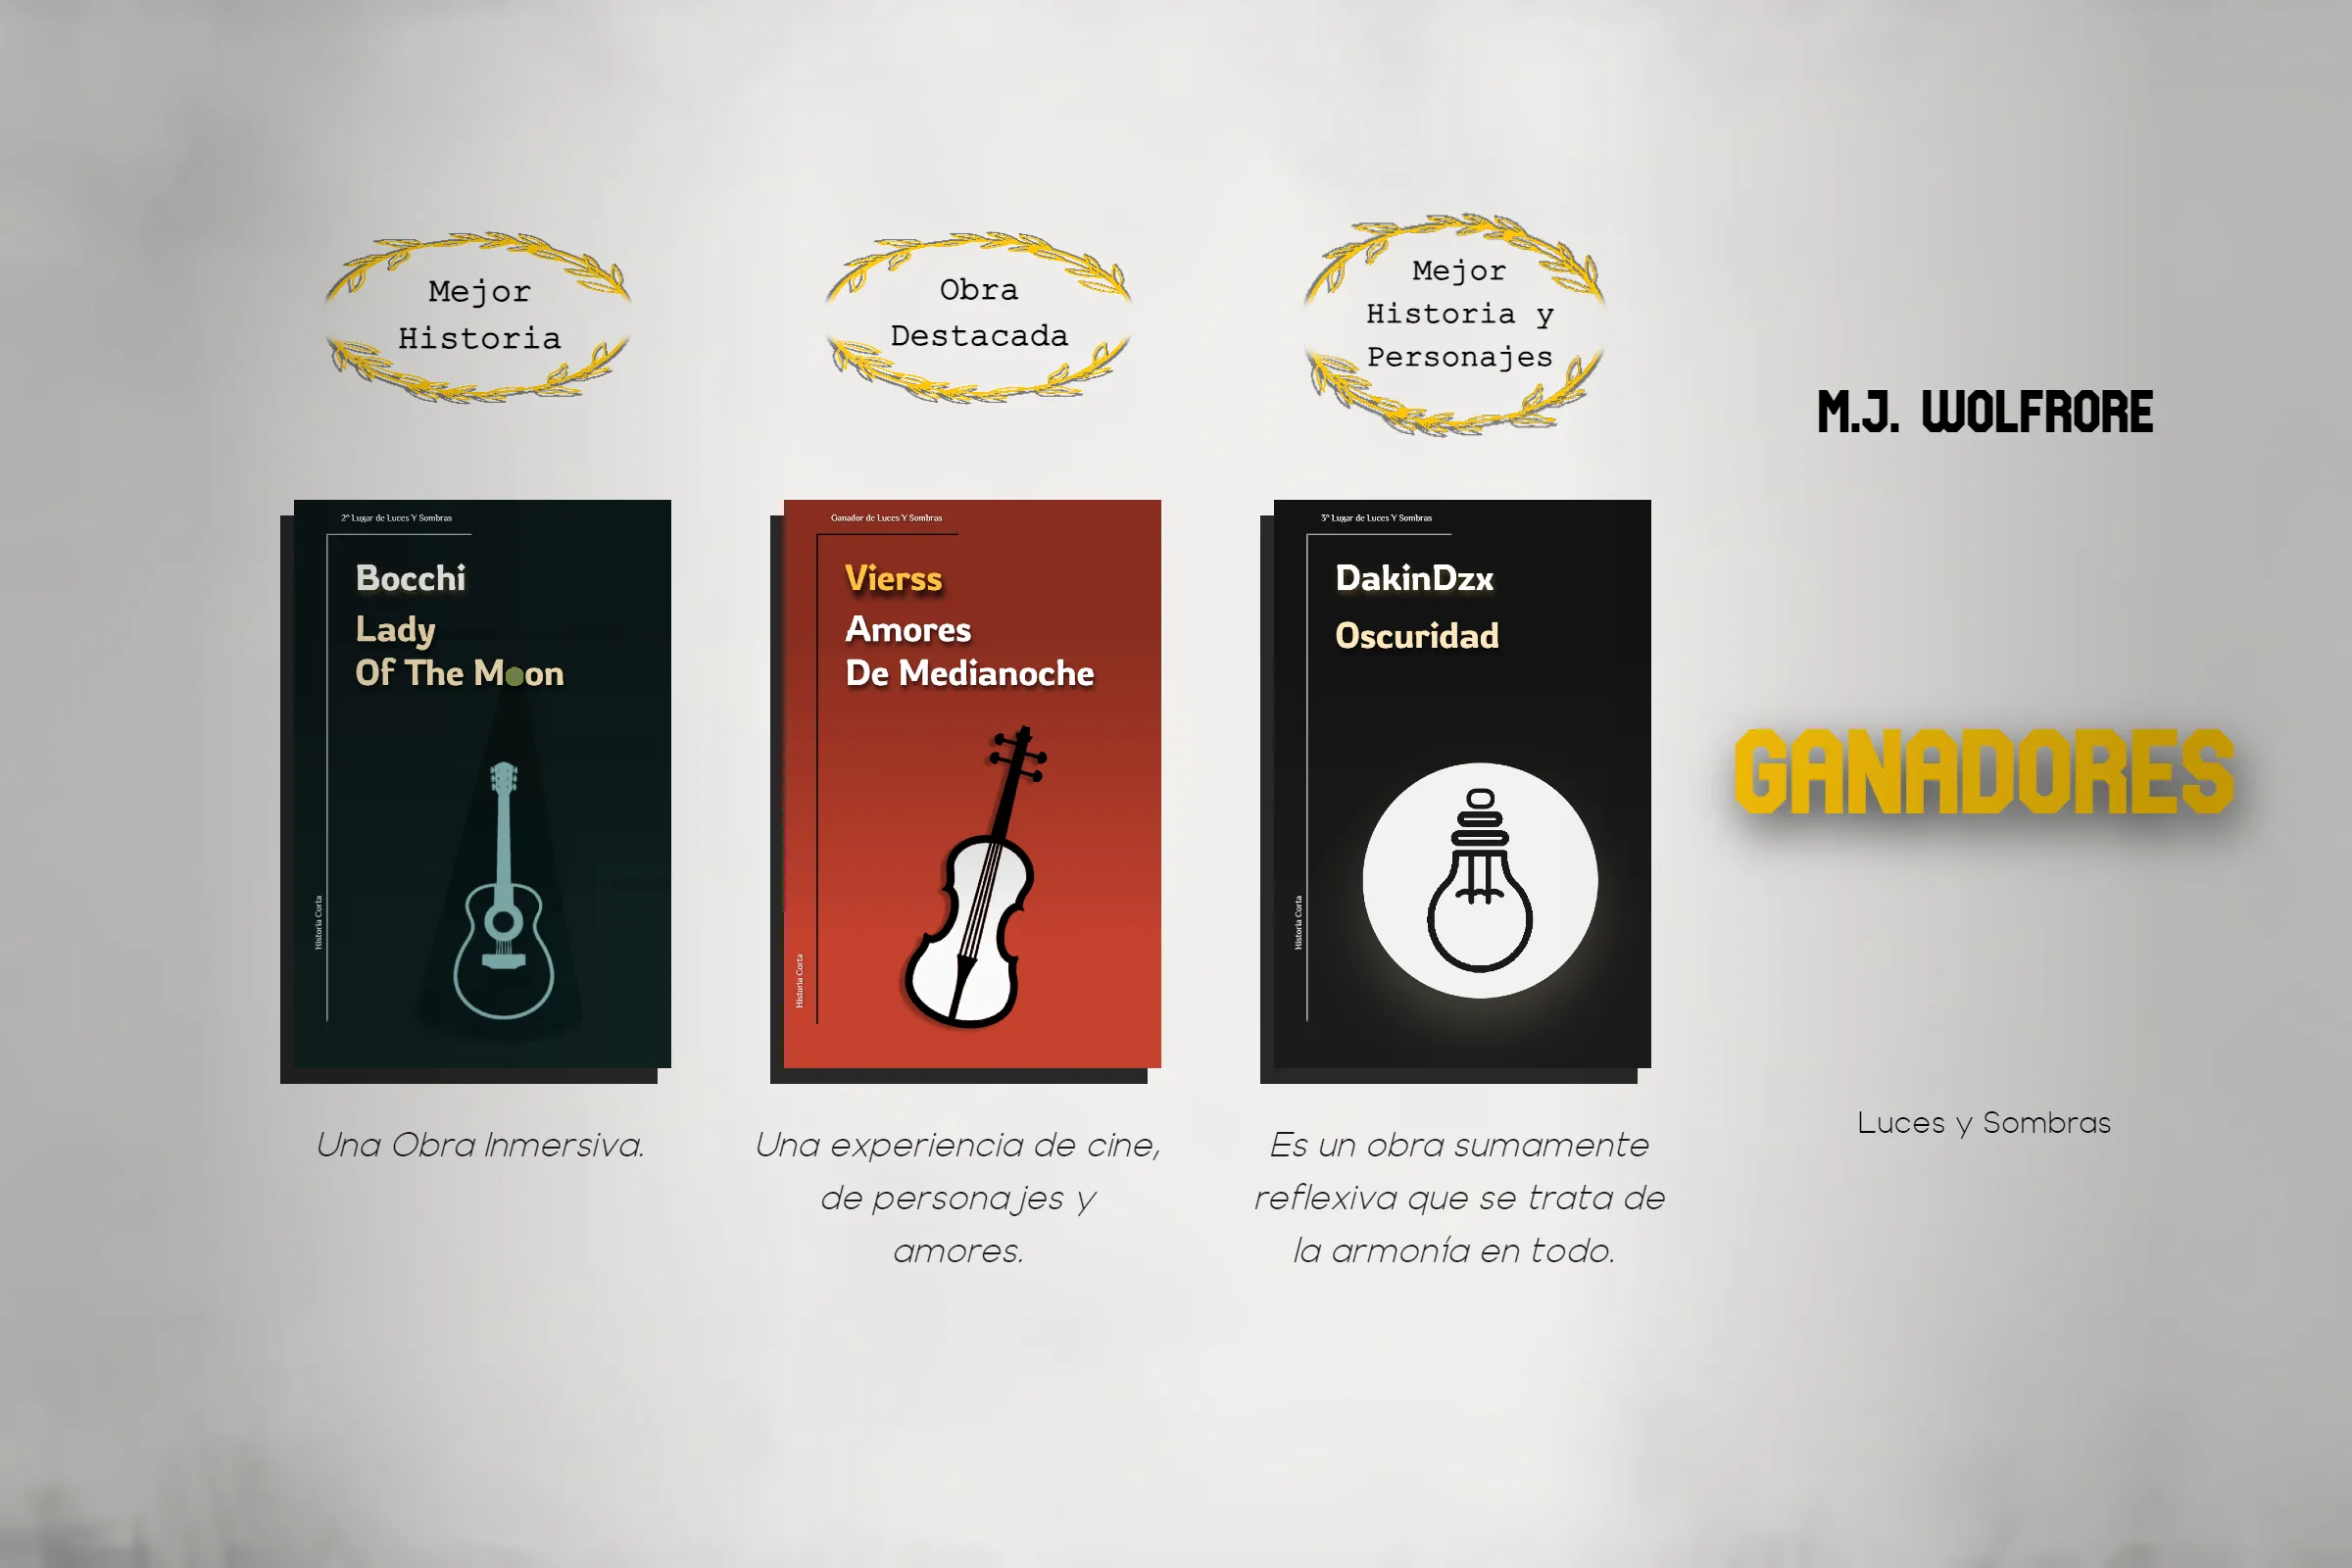 Mejor
Historia
2º Lugar de Luces Y Sombras
Bocchi
Lady
Of The Moon
Historia Corta
Una Obra Inmersiva.
Obra
Destacada
Ganador de Luces Y Sombras
Vierss
Amores
De Medianoche
Historia Corta
Una experiencia de cine,
de personajes y
amores.
Mejor
Historia y
Personajes
3º Lugar de Luces Y Sombras
DakinDzx
Oscuridad
Historia Corta
Es un obra sumamente
reflexiva que se trata de
la armonía en todo.
M.J. WOLFRORE
GANADORES
Luces y Sombras